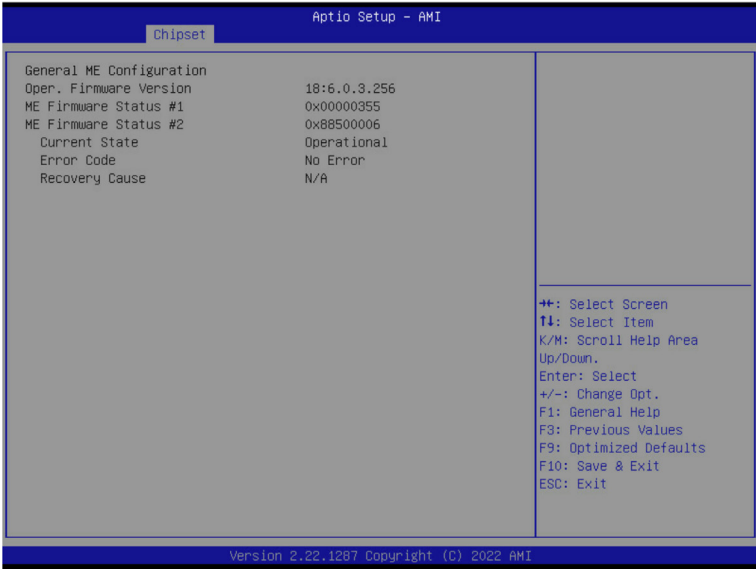 Aptio Setup – AMI
Chipset
General ME Configuration
Oper. Firmware Version 18:6.0.3.256
ME Firmware Status #1 0x00000355
ME Firmware Status #2 0x88500006
Current State Operational
Error Code No Error
Recovery Cause N/A
→←: Select Screen
↑↓: Select Item
K/M: Scroll Help Area
Up/Down.
Enter: Select
+/-: Change Opt.
F1: General Help
F3: Previous Values
F9: Optimized Defaults
F10: Save & Exit
ESC: Exit
Version 2.22.1287 Copyright (C) 2022 AMI